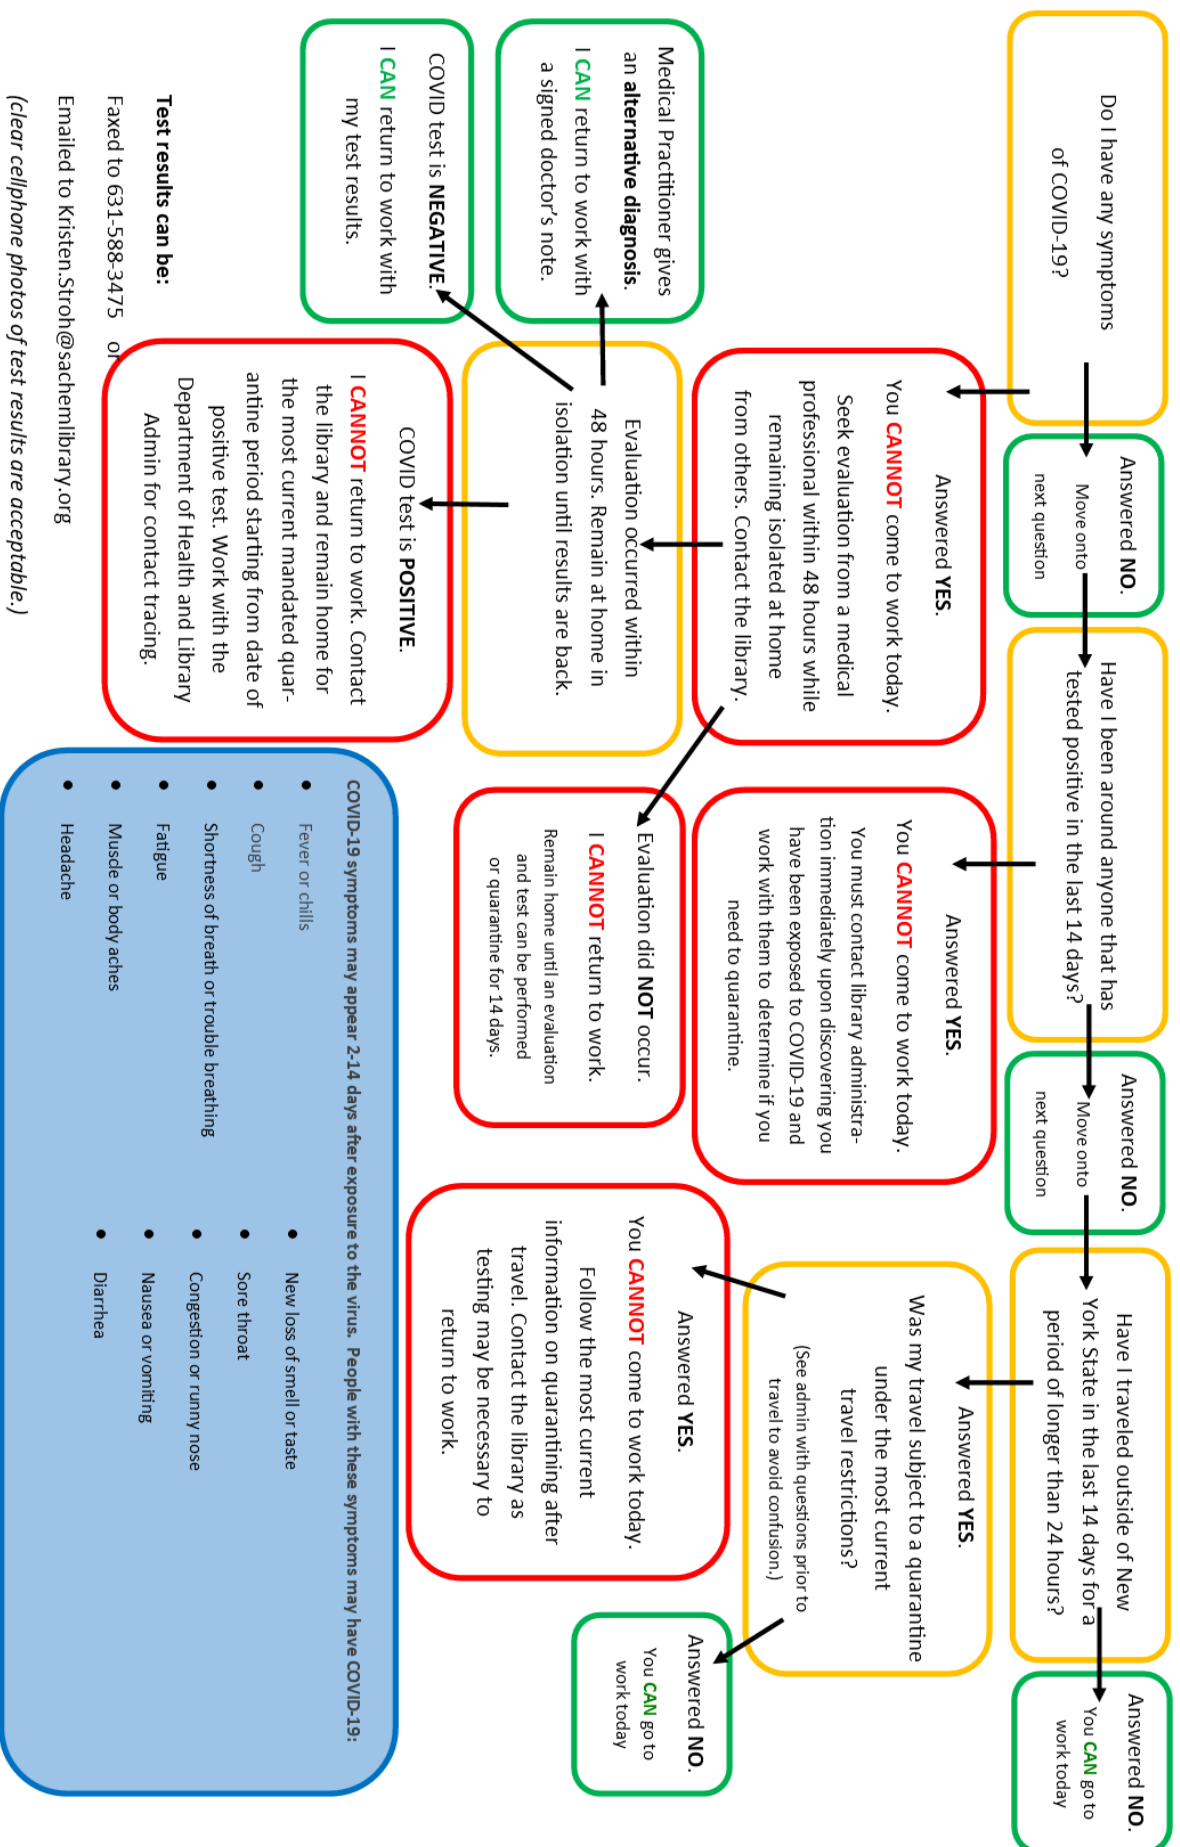 Do I have any symptoms
of COVID-19?
Answered NO.
Move onto
next question
Have I been around anyone that has
tested positive in the last 14 days?
Answered NO.
Move onto
next question
Have I traveled outside of New
York State in the last 14 days for a
period of longer than 24 hours?
Answered NO.
You CAN go to
work today
Answered YES.
You CANNOT come to work today.
Seek evaluation from a medical
professional within 48 hours while
remaining isolated at home
from others. Contact the library.
Answered YES.
You CANNOT come to work today.
You must contact library administra-
tion immediately upon discovering you
have been exposed to COVID-19 and
work with them to determine if you
need to quarantine.
Answered YES.
Was my travel subject to a quarantine
under the most current
travel restrictions?
(See admin with questions prior to
travel to avoid confusion.)
Medical Practitioner gives
an alternative diagnosis.
I CAN return to work with
a signed doctor's note.
Evaluation occurred within
48 hours. Remain at home in
isolation until results are back.
Evaluation did NOT occur.
I CANNOT return to work.
Remain home until an evaluation
and test can be performed
or quarantine for 14 days.
Answered YES.
You CANNOT come to work today.
Follow the most current
information on quarantining after
travel. Contact the library as
testing may be necessary to
return to work.
Answered NO.
You CAN go to
work today
COVID test is NEGATIVE.
I CAN return to work with
my test results.
COVID test is POSITIVE.
I CANNOT return to work. Contact
the library and remain home for
the most current mandated quar-
antine period starting from date of
positive test. Work with the
Department of Health and Library
Admin for contact tracing.
Test results can be:
Faxed to 631-588-3475 or
Emailed to Kristen.Stroh@sachemlibrary.org
(clear cellphone photos of test results are acceptable.)
COVID-19 symptoms may appear 2-14 days after exposure to the virus. People with these symptoms may have COVID-19:
• Fever or chills
• Cough
• Shortness of breath or trouble breathing
• Fatigue
• Muscle or body aches
• Headache
• New loss of smell or taste
• Sore throat
• Congestion or runny nose
• Nausea or vomiting
• Diarrhea